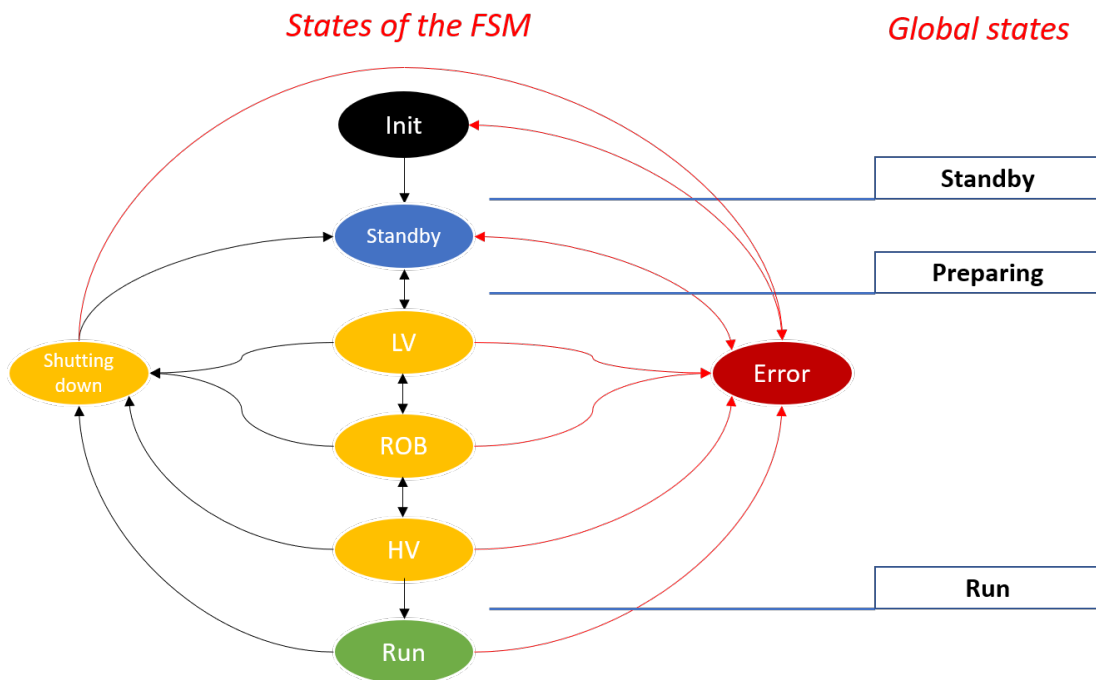 States of the FSM
Global states
Init
Standby
Standby
Preparing
LV
Shutting
down
Error
ROB
HV
Run
Run